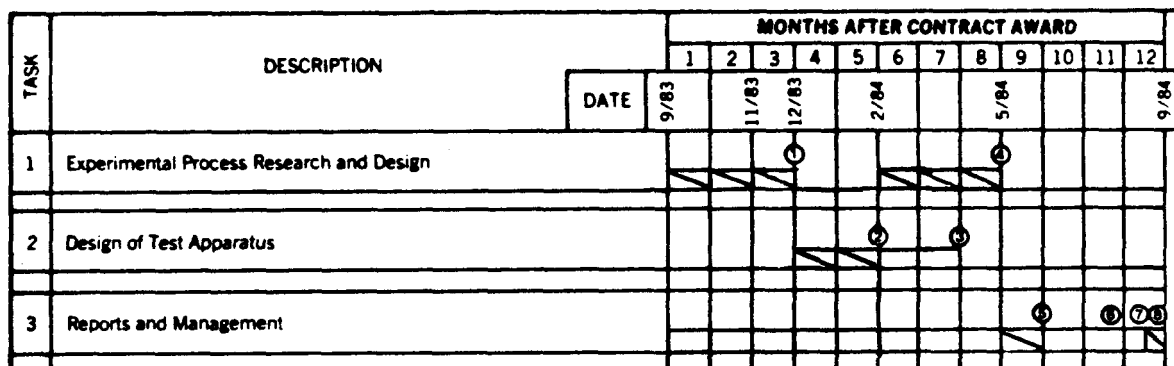 MONTHS AFTER CONTRACT AWARD
TASK
DESCRIPTION
1 2 3 4 5 6 7 8 9 10 11 12
DATE
9/83 11/83 12/83 2/84 5/84 9/84
1 Experimental Process Research and Design
1 4
2 Design of Test Apparatus
2 3
3 Reports and Management
5 6 7 8